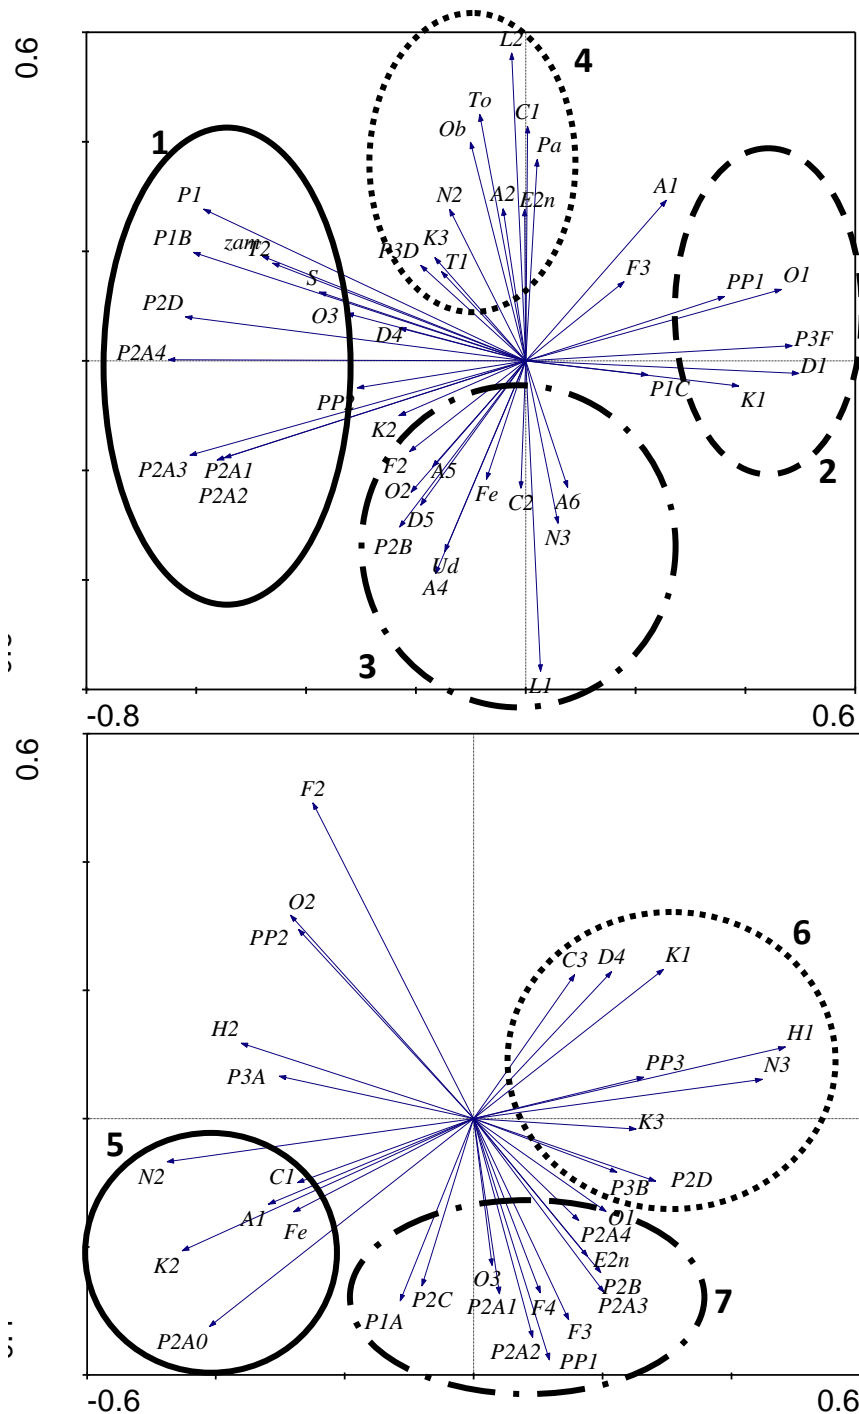 0.6
L2
4
To
C1
Ob
Pa
1
P1
N2
A2
E2n
A1
P1B
zam
T2
P3D
K3
T1
F3
S
PP1
O1
P2D
O3
D4
P3F
P2A4
D1
PP2
P1C
K1
K2
P2A3
P2A1
F2
A5
2
P2A2
O2
Fe
C2
A6
D5
N3
P2B
Ud
A4
3
L1
-0.8
0.6
0.6
F2
O2
PP2
6
C3
D4
K1
H2
H1
P3A
PP3
N3
5
K3
N2
C1
P3B
P2D
A1
Fe
O1
P2A4
K2
E2n
O3
P2B
P1A
P2C
P2A1
F4
P2A3
7
F3
P2A0
P2A2
PP1
-0.6
0.6